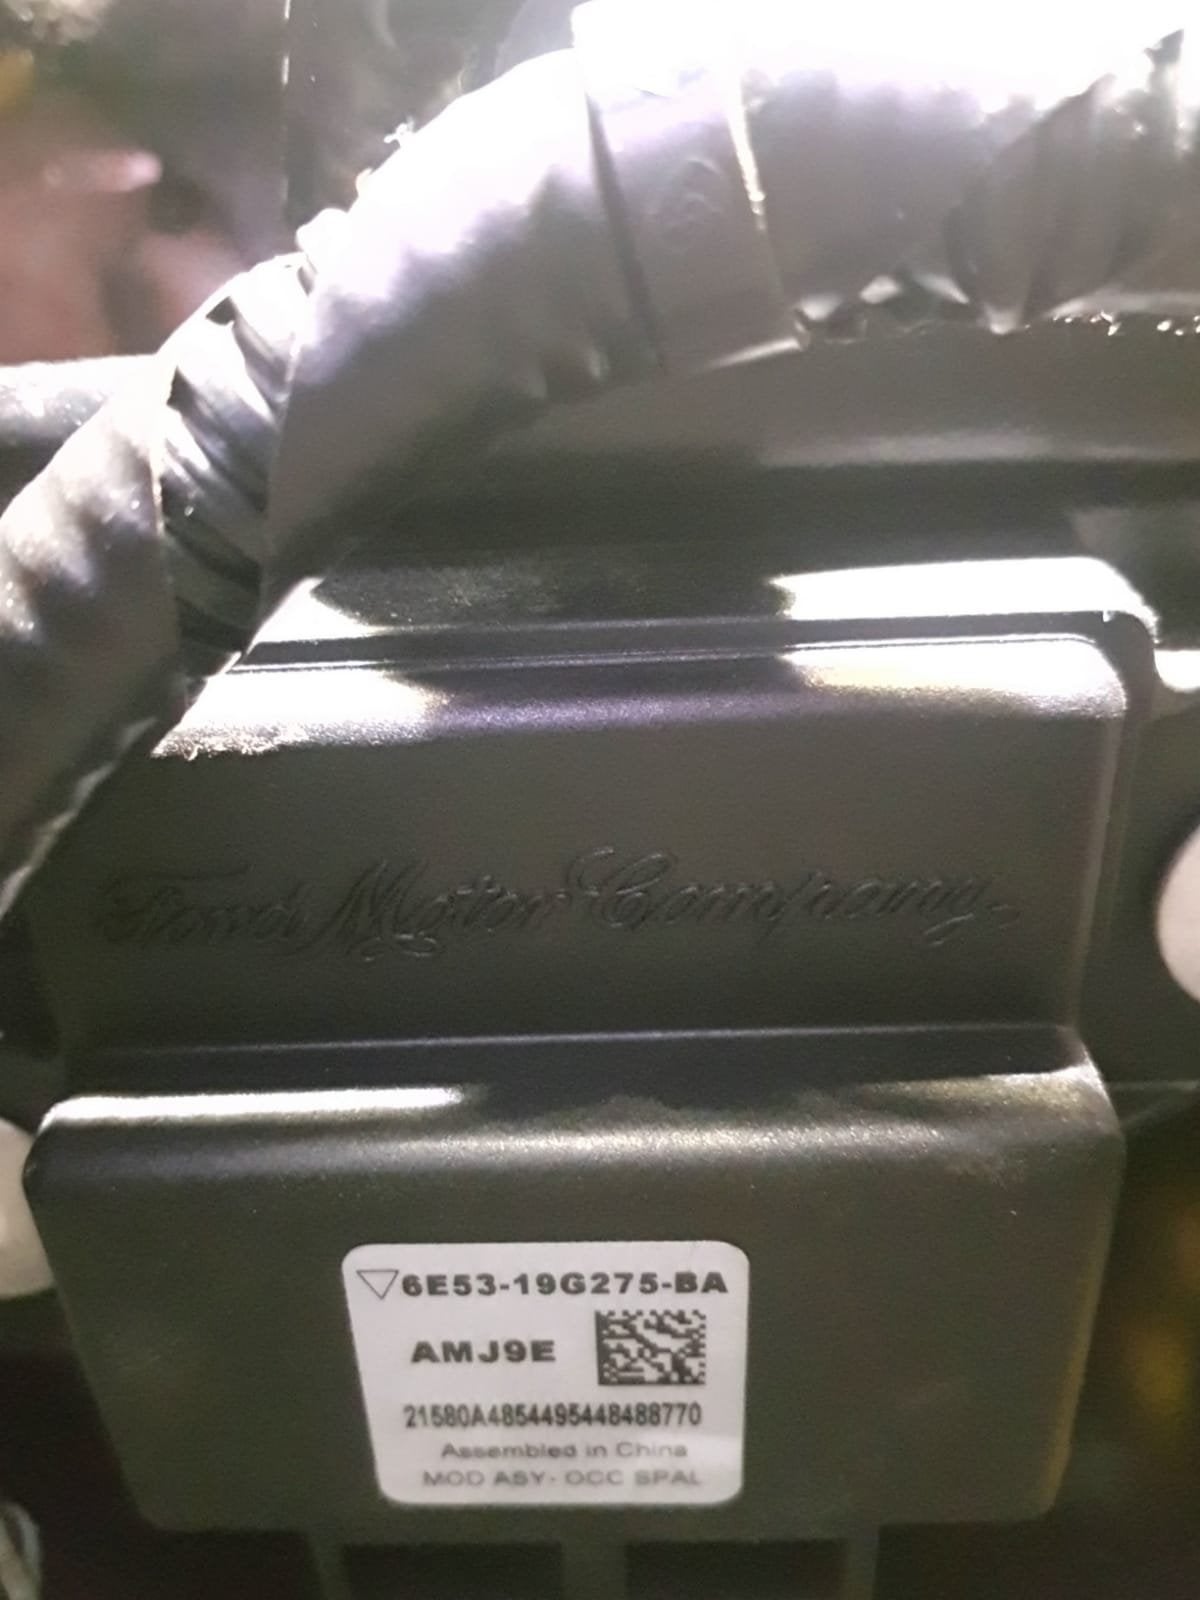 Ford Motor Company
6E53-19G275-BA
AMJ9E
21580A4854495448488770
Assembled in China
MOD ASY- OCC SPAL